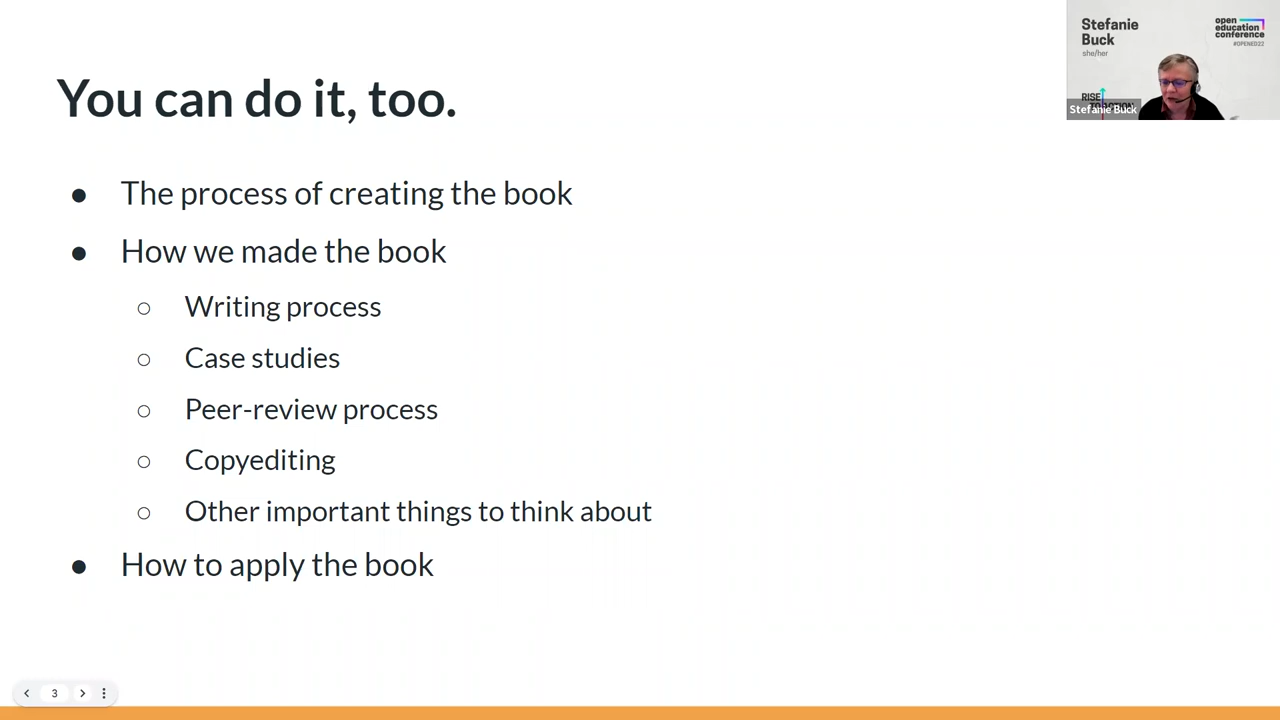 Stefanie
Buck
she/her
open
education
conference
#OPENED22
RISE
Stefanie Buck
You can do it, too.
● The process of creating the book
● How we made the book
○ Writing process
○ Case studies
○ Peer-review process
○ Copyediting
○ Other important things to think about
● How to apply the book
3